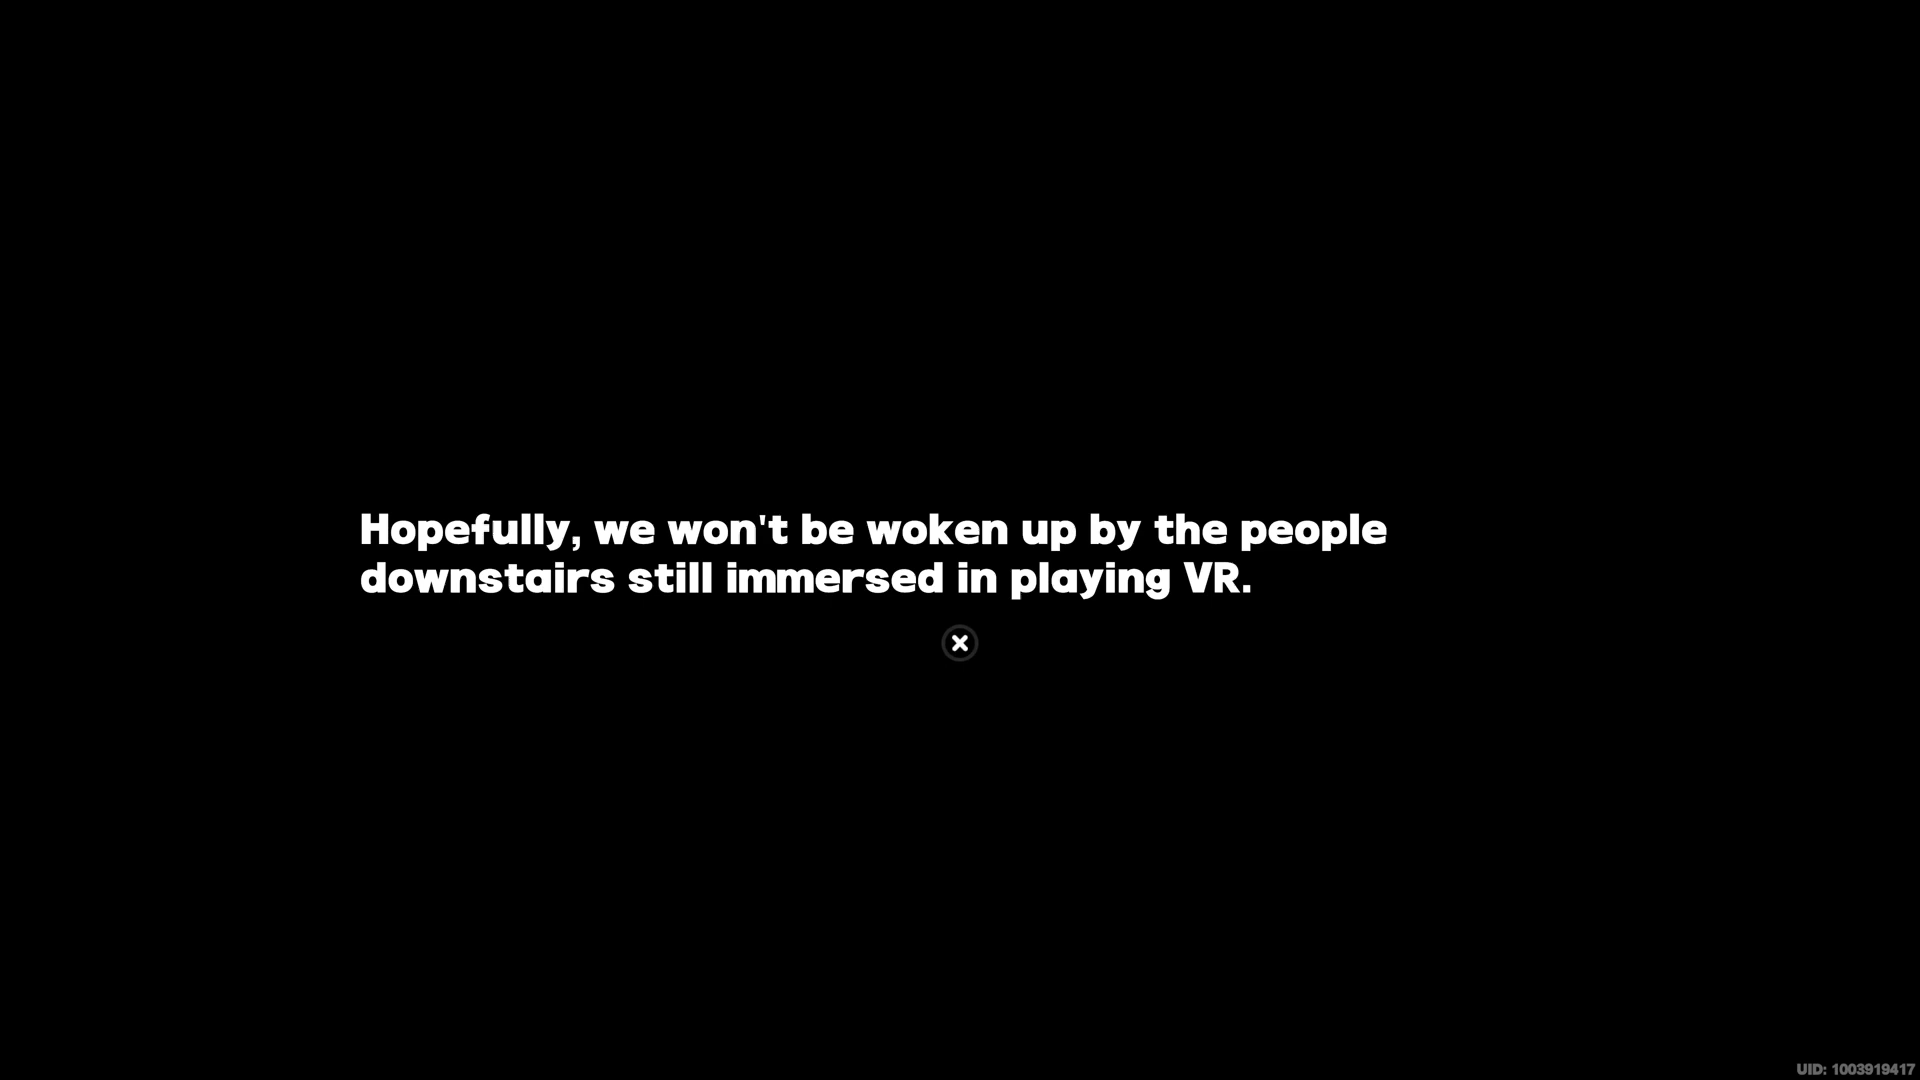 Hopefully, we won't be woken up by the people
downstairs still immersed in playing VR.
UID: 1003919417